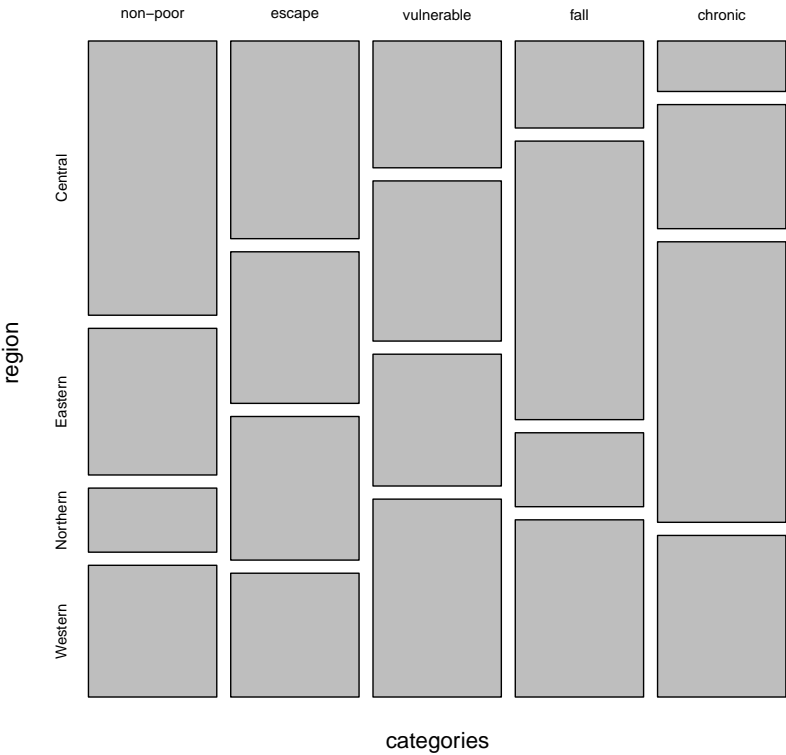 non−poor escape vulnerable fall chronic
Central
Eastern
Northern
Western
region
categories